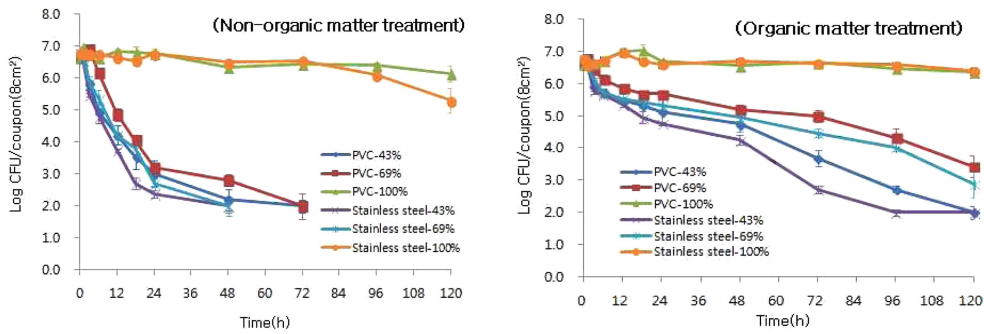 (Non-organic matter treatment)
Log CFU/coupon(8cm²)
8.0
7.0
6.0
5.0
4.0
3.0
2.0
1.0
0.0
PVC-43%
PVC-69%
PVC-100%
Stainless steel-43%
Stainless steel-69%
Stainless steel-100%
0 12 24 36 48 60 72 84 96 108 120
Time(h)
(Organic matter treatment)
Log CFU/coupon(8cm²)
8.0
7.0
6.0
5.0
4.0
3.0
2.0
1.0
0.0
PVC-43%
PVC-69%
PVC-100%
Stainless steel-43%
Stainless steel-69%
Stainless steel-100%
0 12 24 36 48 60 72 84 96 108 120
Time(h)